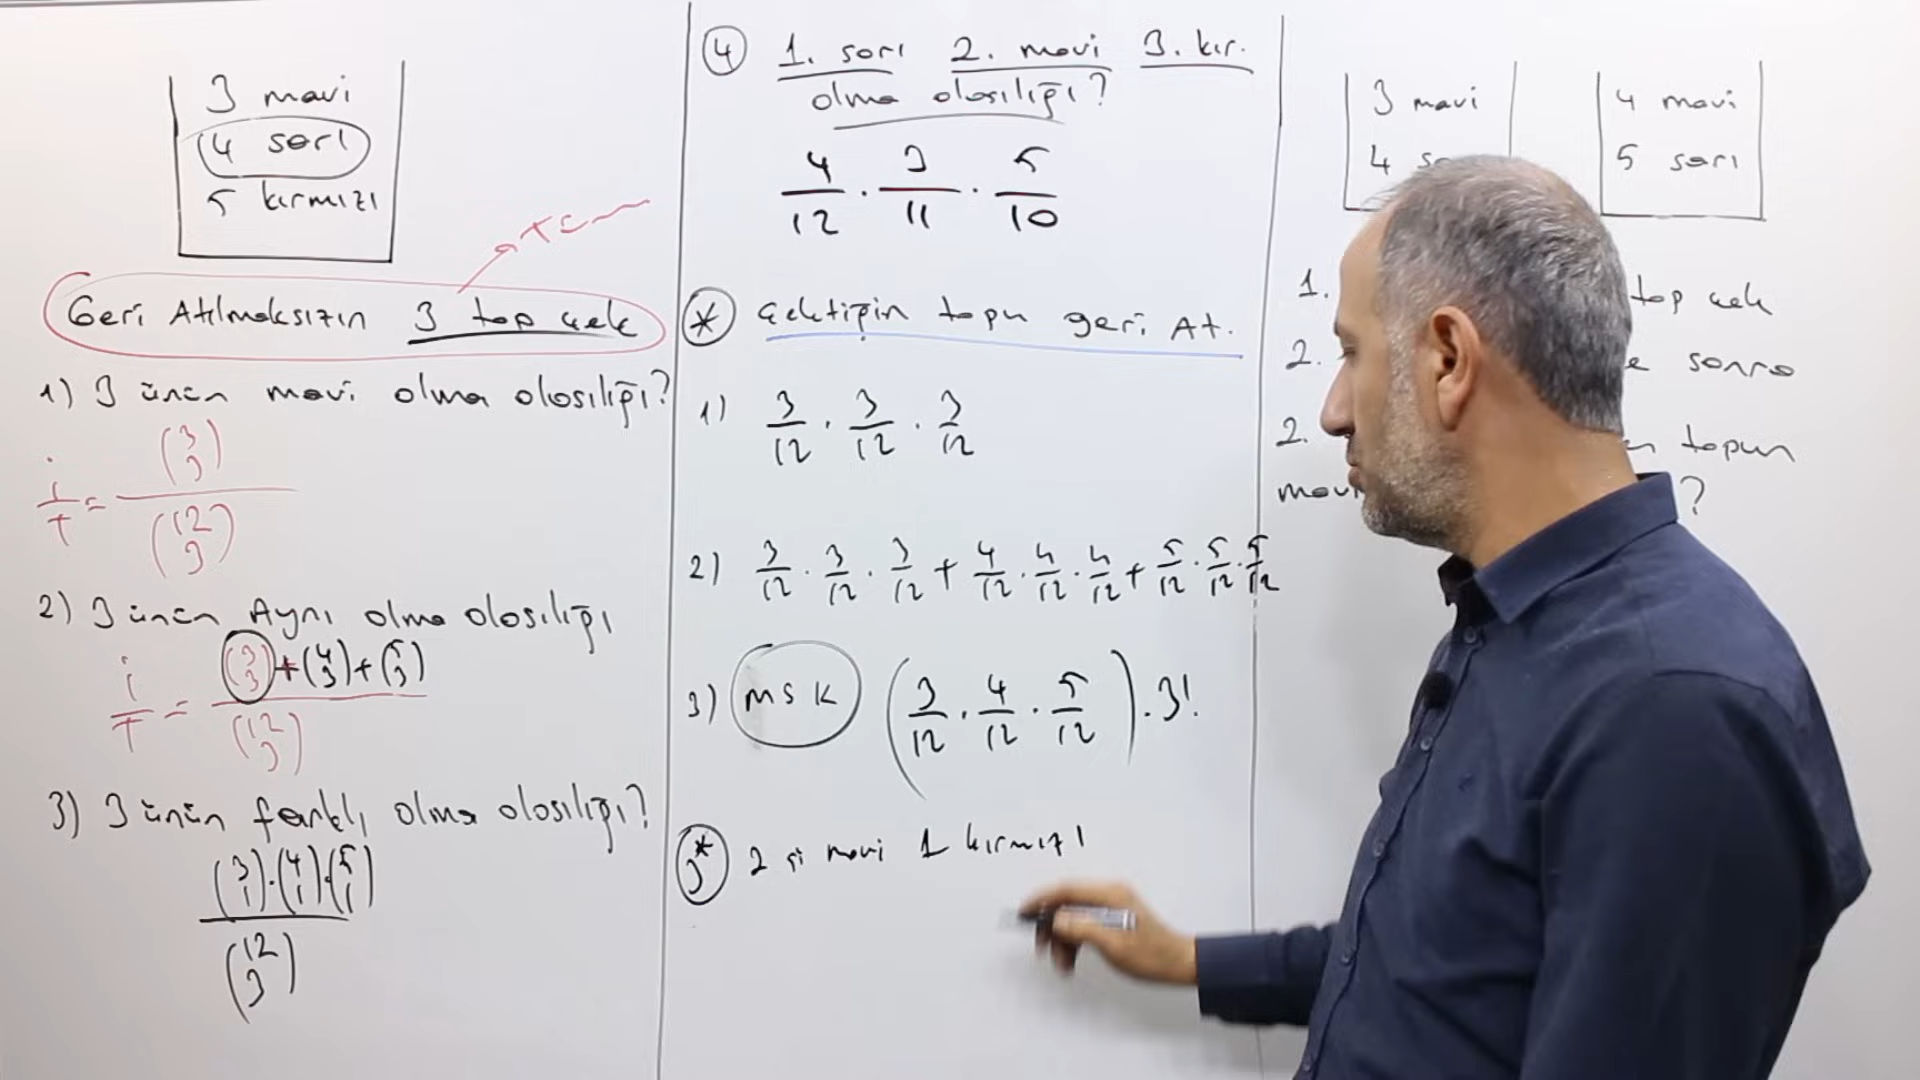 3 mavi
4 sarı
5 kırmızı
Geri Atılmaksızın 3 top çek
1) 3 ünün mavi olma olasılığı?
i/T = (3 3) / (12 3)
2) 3 ünün Aynı olma olasılığı
i/T = (3 3) + (4 3) + (5 3) / (12 3)
3) 3 ünün farklı olma olasılığı?
(3 1) . (4 1) . (5 1) / (12 3)
4 1. sarı 2. mavi 3. kır.
olma olasılığı?
4/12 . 3/11 . 5/10
* Çektiğin topu geri At.
1) 3/12 . 3/12 . 3/12
2) 3/12 . 3/12 . 3/12 + 4/12 . 4/12 . 4/12 + 5/12 . 5/12 . 5/12
3) MSK (3/12 . 4/12 . 5/12) . 3!
3* 2 si mavi 1 kırmızı
3 mavi
4
4 mavi
5 sarı
1. top çek
2. sonra
2. topun
?